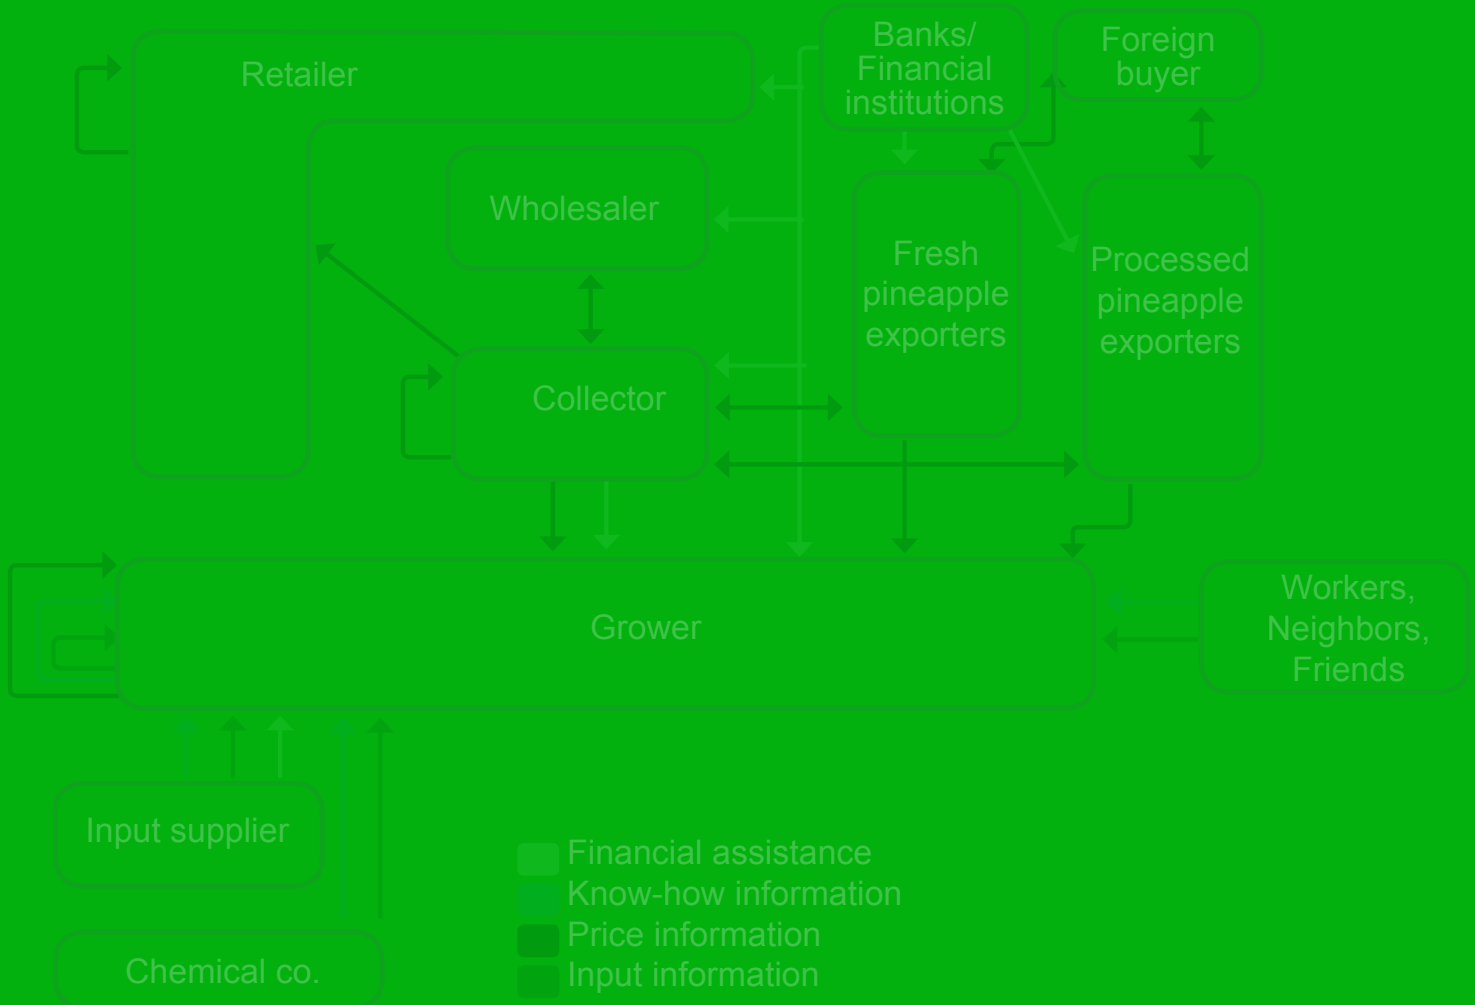 Retailer
Banks/
Financial
institutions
Foreign
buyer
Wholesaler
Fresh
pineapple
exporters
Processed
pineapple
exporters
Collector
Grower
Workers,
Neighbors,
Friends
Input supplier
Chemical co.
Financial assistance
Know-how information
Price information
Input information